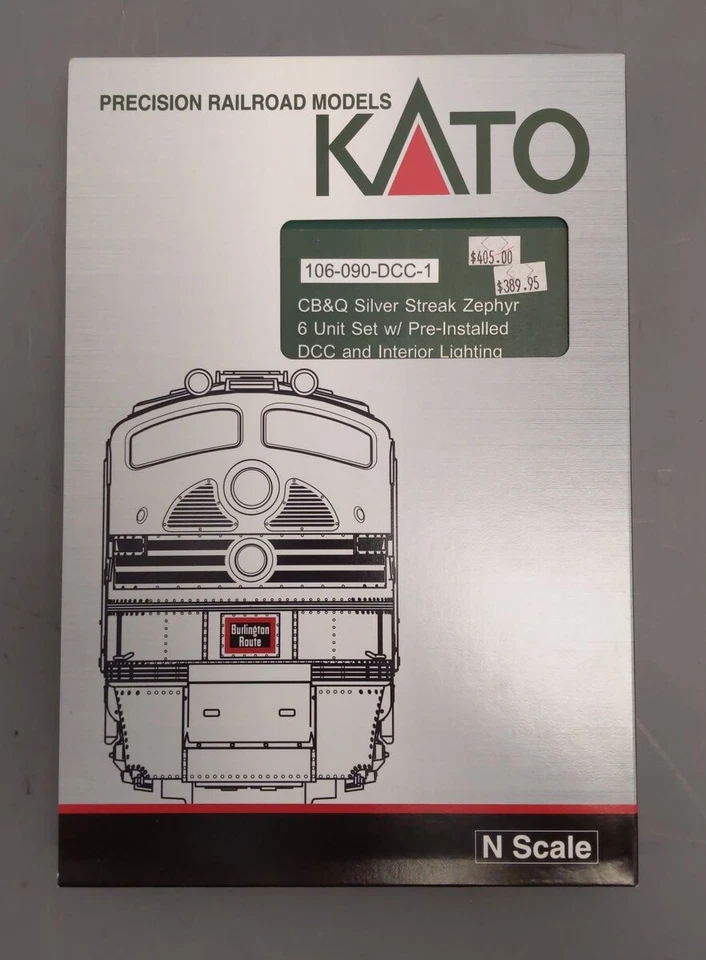 PRECISION RAILROAD MODELS
KATO
$405.00
106-090-DCC-1
$389.95
CB&Q Silver Streak Zephyr
6 Unit Set w/ Pre-Installed
DCC and Interior Lighting
Burlington
Route
N Scale